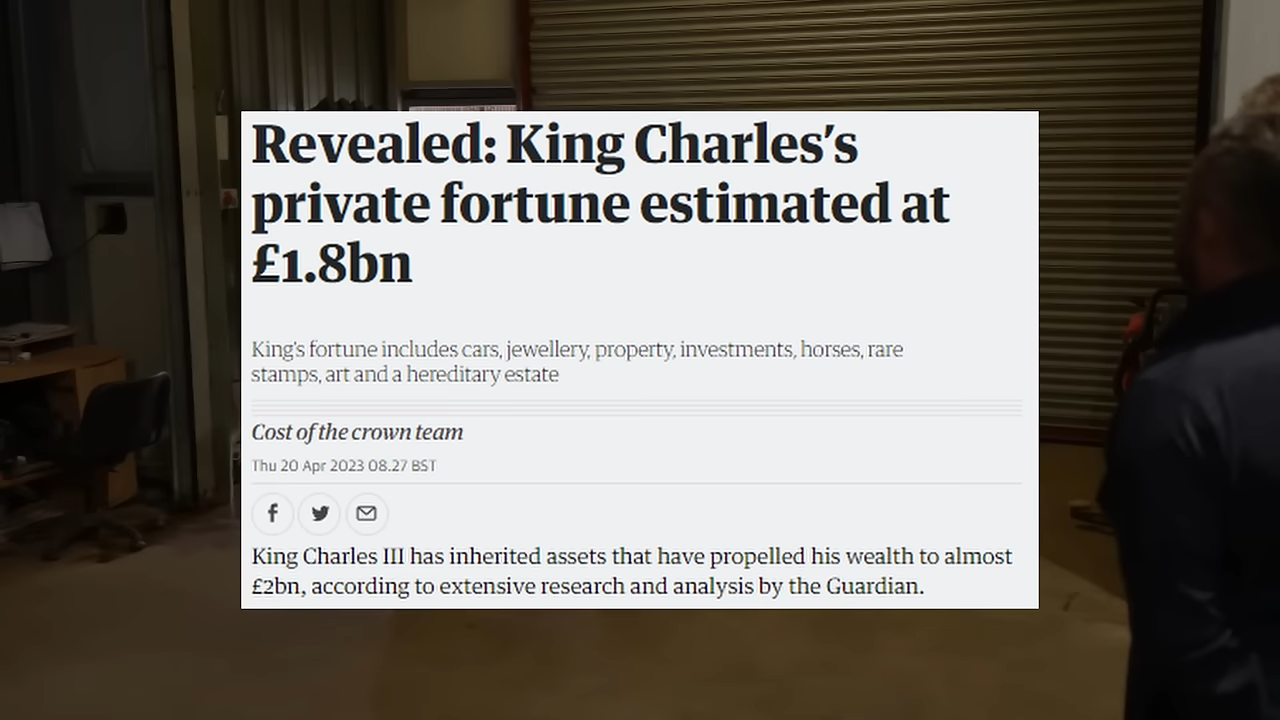 Revealed: King Charles's
private fortune estimated at
£1.8bn
King's fortune includes cars, jewellery, property, investments, horses, rare
stamps, art and a hereditary estate
Cost of the crown team
Thu 20 Apr 2023 08.27 BST
King Charles III has inherited assets that have propelled his wealth to almost
£2bn, according to extensive research and analysis by the Guardian.